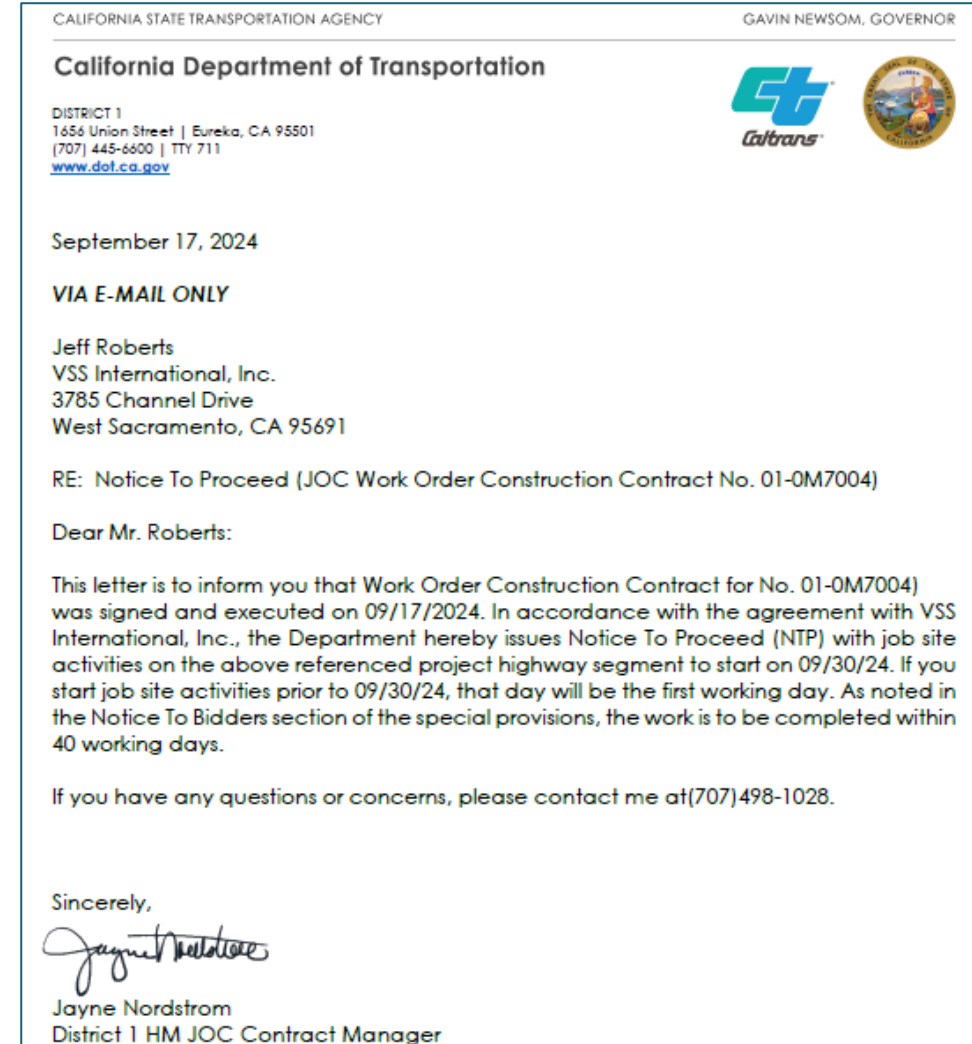 CALIFORNIA STATE TRANSPORTATION AGENCY GAVIN NEWSOM, GOVERNOR
California Department of Transportation
DISTRICT 1
1656 Union Street | Eureka, CA 95501
(707) 445-6600 | TTY 711
www.dot.ca.gov
Caltrans
September 17, 2024
VIA E-MAIL ONLY
Jeff Roberts
VSS International, Inc.
3785 Channel Drive
West Sacramento, CA 95691
RE: Notice To Proceed (JOC Work Order Construction Contract No. 01-0M7004)
Dear Mr. Roberts:
This letter is to inform you that Work Order Construction Contract for No. 01-0M7004)
was signed and executed on 09/17/2024. In accordance with the agreement with VSS
International, Inc., the Department hereby issues Notice To Proceed (NTP) with job site
activities on the above referenced project highway segment to start on 09/30/24. If you
start job site activities prior to 09/30/24, that day will be the first working day. As noted in
the Notice To Bidders section of the special provisions, the work is to be completed within
40 working days.
If you have any questions or concerns, please contact me at(707)498-1028.
Sincerely,
Jayne Nordstrom
District 1 HM JOC Contract Manager